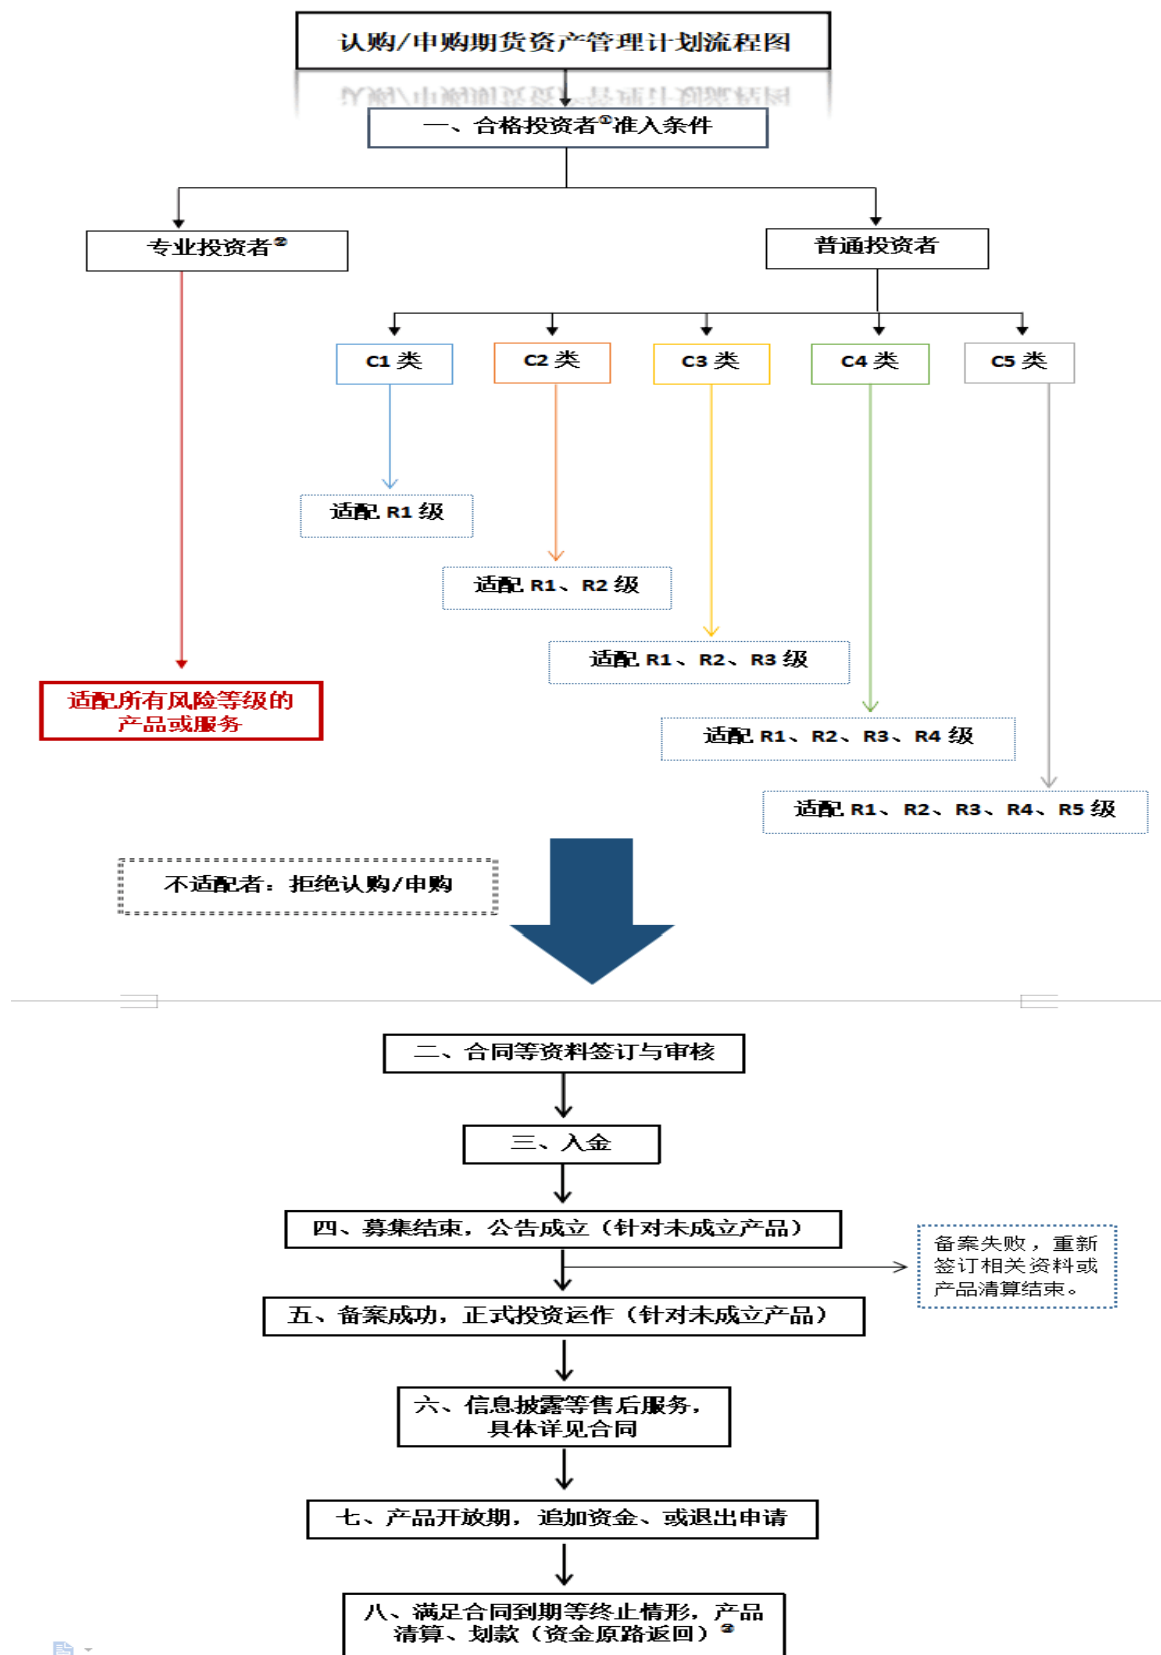 认购/申购期货资产管理计划流程图
一、合格投资者①准入条件
专业投资者②
普通投资者
C1 类
C2 类
C3 类
C4 类
C5 类
适配 R1 级
适配 R1、R2 级
适配 R1、R2、R3 级
适配所有风险等级的
产品或服务
适配 R1、R2、R3、R4 级
适配 R1、R2、R3、R4、R5 级
不适配者：拒绝认购/申购
二、合同等资料签订与审核
三、入金
四、募集结束，公告成立（针对未成立产品）
备案失败，重新
签订相关资料或
产品清算结束。
五、备案成功，正式投资运作（针对未成立产品）
六、信息披露等售后服务，
具体详见合同
七、产品开放期，追加资金、或退出申请
八、满足合同到期等终止情形，产品
清算、划款（资金原路返回）③